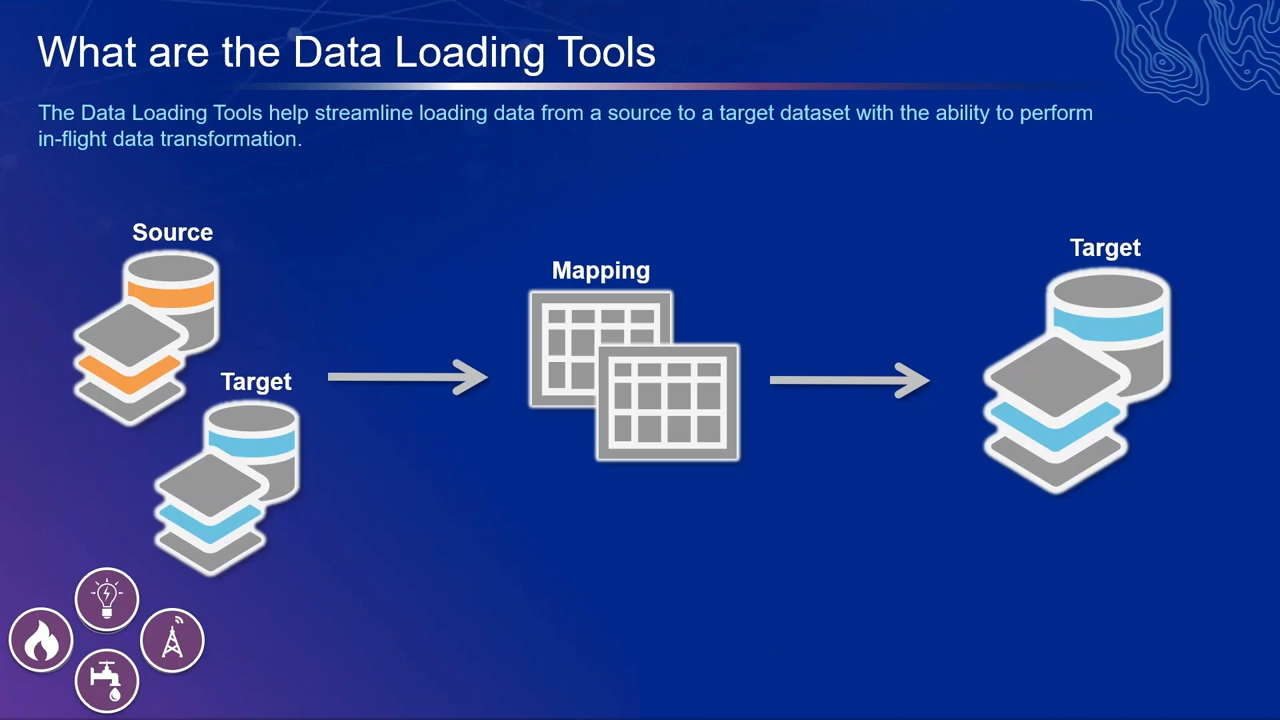 What are the Data Loading Tools
The Data Loading Tools help streamline loading data from a source to a target dataset with the ability to perform
in-flight data transformation.
Source
Target
Mapping
Target